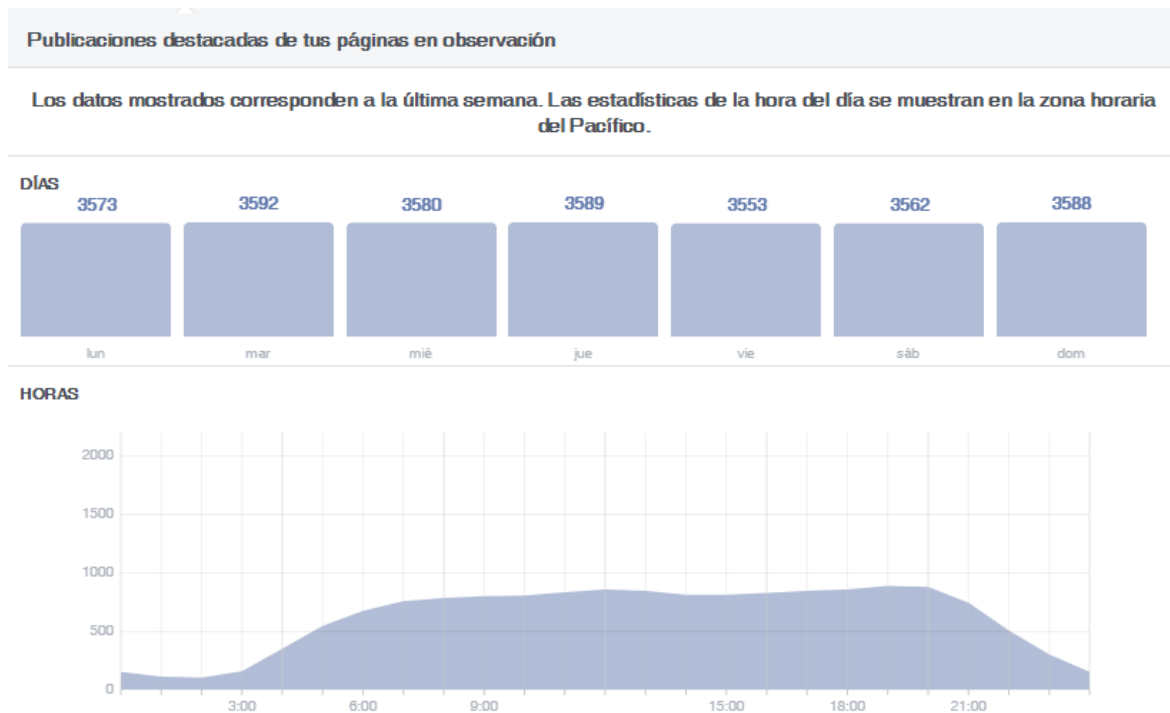 Publicaciones destacadas de tus páginas en observación
Los datos mostrados corresponden a la última semana. Las estadísticas de la hora del día se muestran en la zona horaria
del Pacífico.
DÍAS
3573 3592 3580 3589 3553 3562 3588
lun mar mié jue vie sáb dom
HORAS
2000
1500
1000
500
0
3:00 6:00 9:00 15:00 18:00 21:00